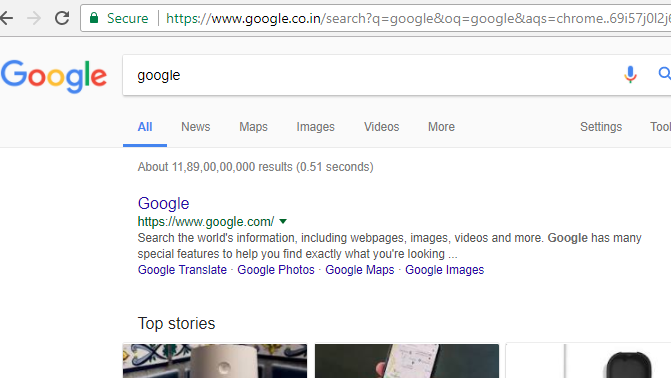 Secure https://www.google.co.in/search?q=google&oq=google&aqs=chrome..69i57j0l2j6
Google google
All News Maps Images Videos More Settings Tool
About 11,89,00,00,000 results (0.51 seconds)
Google
https://www.google.com/
Search the world's information, including webpages, images, videos and more. Google has many
special features to help you find exactly what you're looking ...
Google Translate · Google Photos · Google Maps · Google Images
Top stories